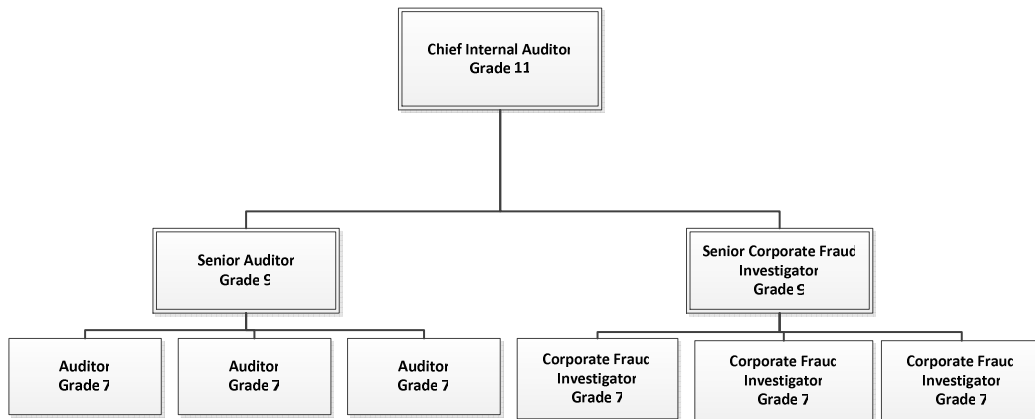 Chief Internal Auditor
Grade 11
Senior Auditor
Grade 9
Senior Corporate Fraud
Investigator
Grade 9
Auditor
Grade 7
Auditor
Grade 7
Auditor
Grade 7
Corporate Fraud
Investigator
Grade 7
Corporate Fraud
Investigator
Grade 7
Corporate Fraud
Investigator
Grade 7